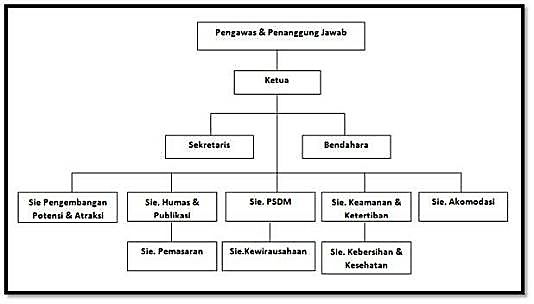 Pengawas & Penanggung Jawab
Ketua
Sekretaris
Bendahara
Sie Pengembangan
Potensi & Atraksi
Sie. Humas &
Publikasi
Sie. PSDM
Sie. Keamanan &
Ketertiban
Sie. Akomodasi
Sie. Pemasaran
Sie.Kewirausahaan
Sie. Kebersihan &
Kesehatan